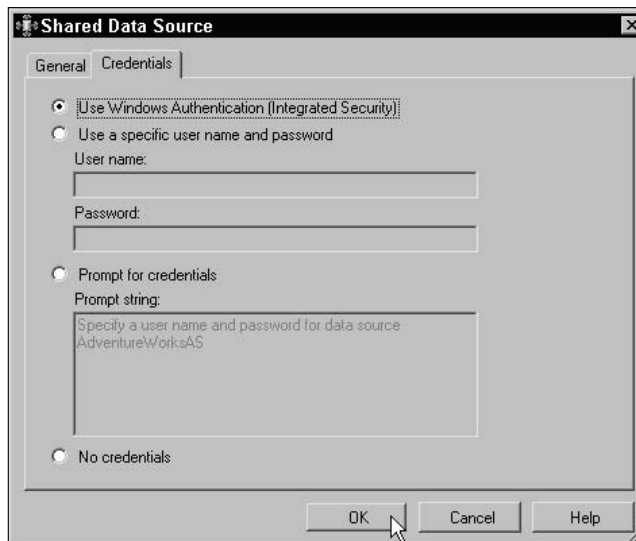 Shared Data Source
General Credentials
Use Windows Authentication (Integrated Security)
Use a specific user name and password
User name:
Password:
Prompt for credentials
Prompt string:
Specify a user name and password for data source
AdventureWorksAS
No credentials
OK Cancel Help